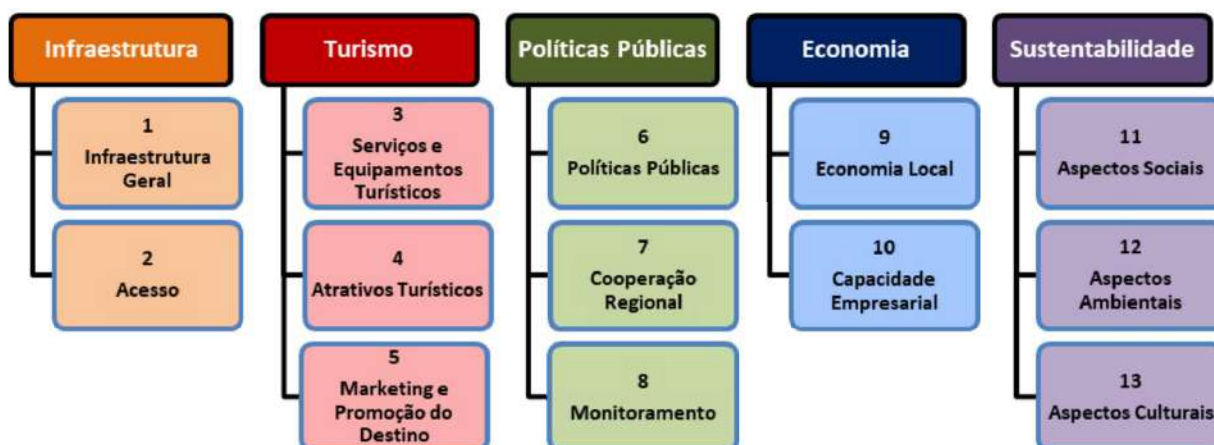 Infraestrutura
1
Infraestrutura
Geral
2
Acesso
Turismo
3
Serviços e
Equipamentos
Turísticos
4
Atrativos Turísticos
5
Marketing e
Promoção do
Destino
Políticas Públicas
6
Políticas Públicas
7
Cooperação
Regional
8
Monitoramento
Economia
9
Economia Local
10
Capacidade
Empresarial
Sustentabilidade
11
Aspectos Sociais
12
Aspectos
Ambientais
13
Aspectos Culturais